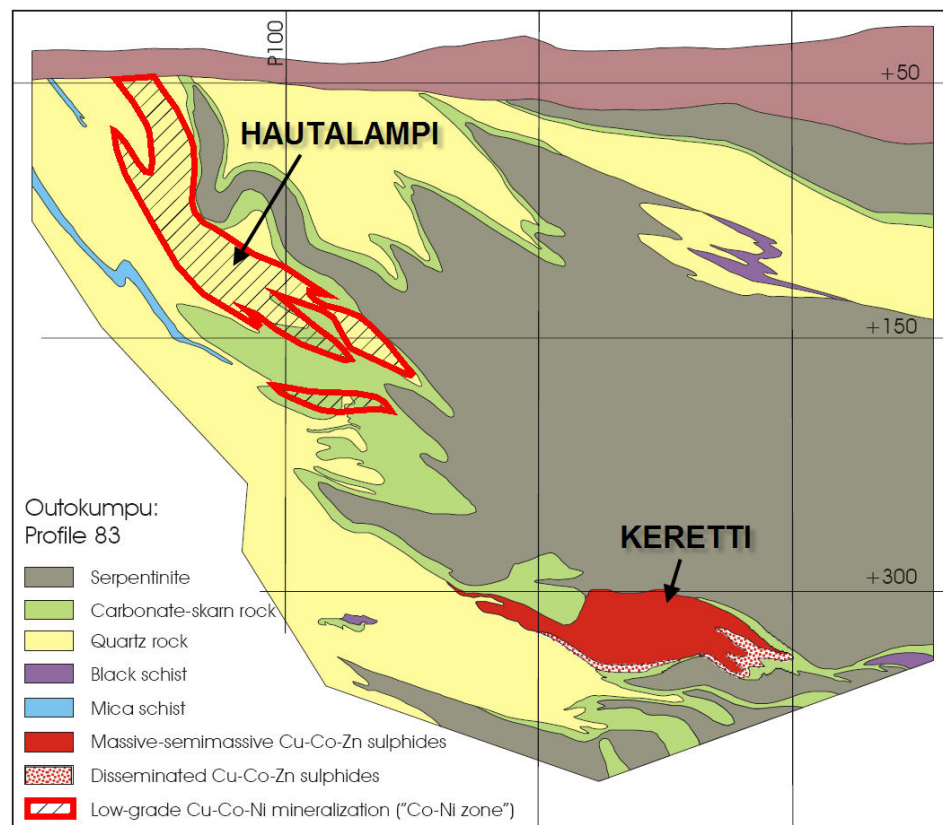 P100
+50
HAUTALAMPI
+150
KERETTI
+300
Outokumpu:
Profile 83
Serpentinite
Carbonate-skarn rock
Quartz rock
Black schist
Mica schist
Massive-semimassive Cu-Co-Zn sulphides
Disseminated Cu-Co-Zn sulphides
Low-grade Cu-Co-Ni mineralization ("Co-Ni zone")